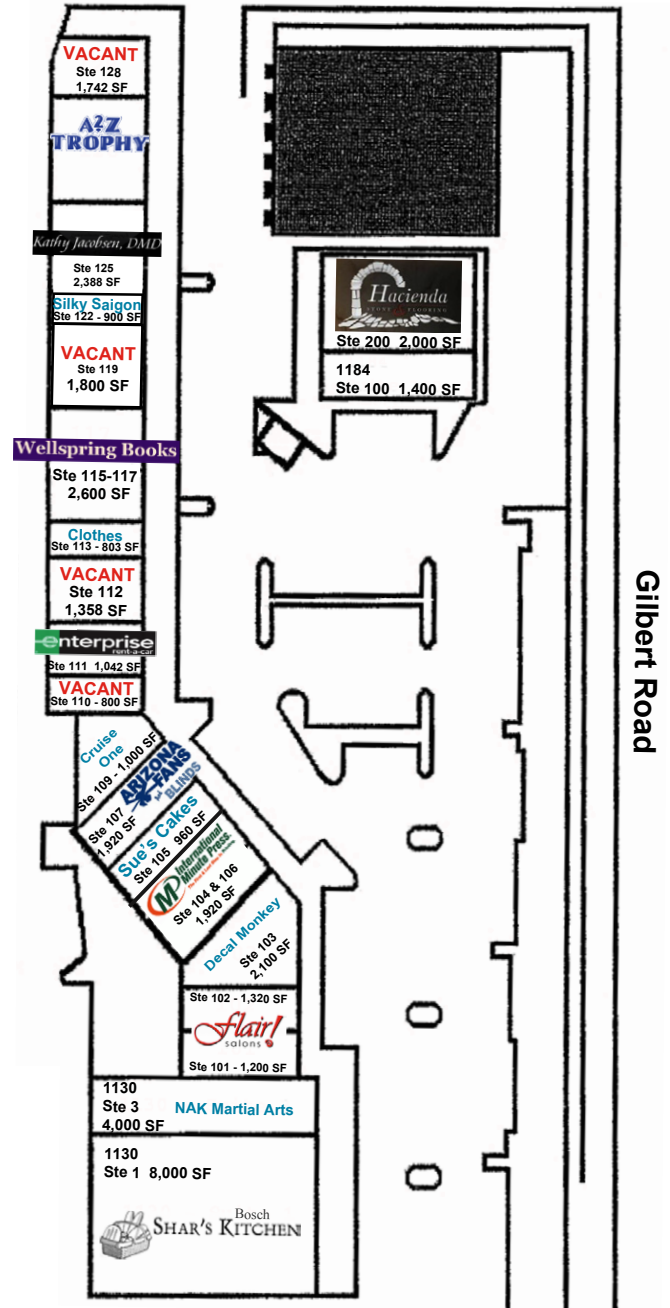 VACANT
Ste 128
1,742 SF
A2Z
TROPHY
Kathy Jacobsen, DMD
Ste 125
2,388 SF
Silky Saigon
Ste 122 - 900 SF
VACANT
Ste 119
1,800 SF
Wellspring Books
Ste 115-117
2,600 SF
Clothes
Ste 113 - 803 SF
VACANT
Ste 112
1,358 SF
enterprise
rent-a-car
Ste 111 1,042 SF
VACANT
Ste 110 - 800 SF
Cruise
One
Ste 109 - 1,000 SF
ARIZONA
FANS
and BLINDS
Ste 107
1,920 SF
Sue's Cakes
Ste 105 960 SF
International
Minute Press.
MP
Ste 104 & 106
1,920 SF
Decal Monkey
Ste 103
2,100 SF
Ste 102 - 1,320 SF
Flair!
salons
Ste 101 - 1,200 SF
1130
Ste 3
4,000 SF
NAK Martial Arts
1130
Ste 1 8,000 SF
Bosch
SHAR'S KITCHEN
Hacienda
STONE FLOORING
Ste 200 2,000 SF
1184
Ste 100 1,400 SF
Gilbert Road